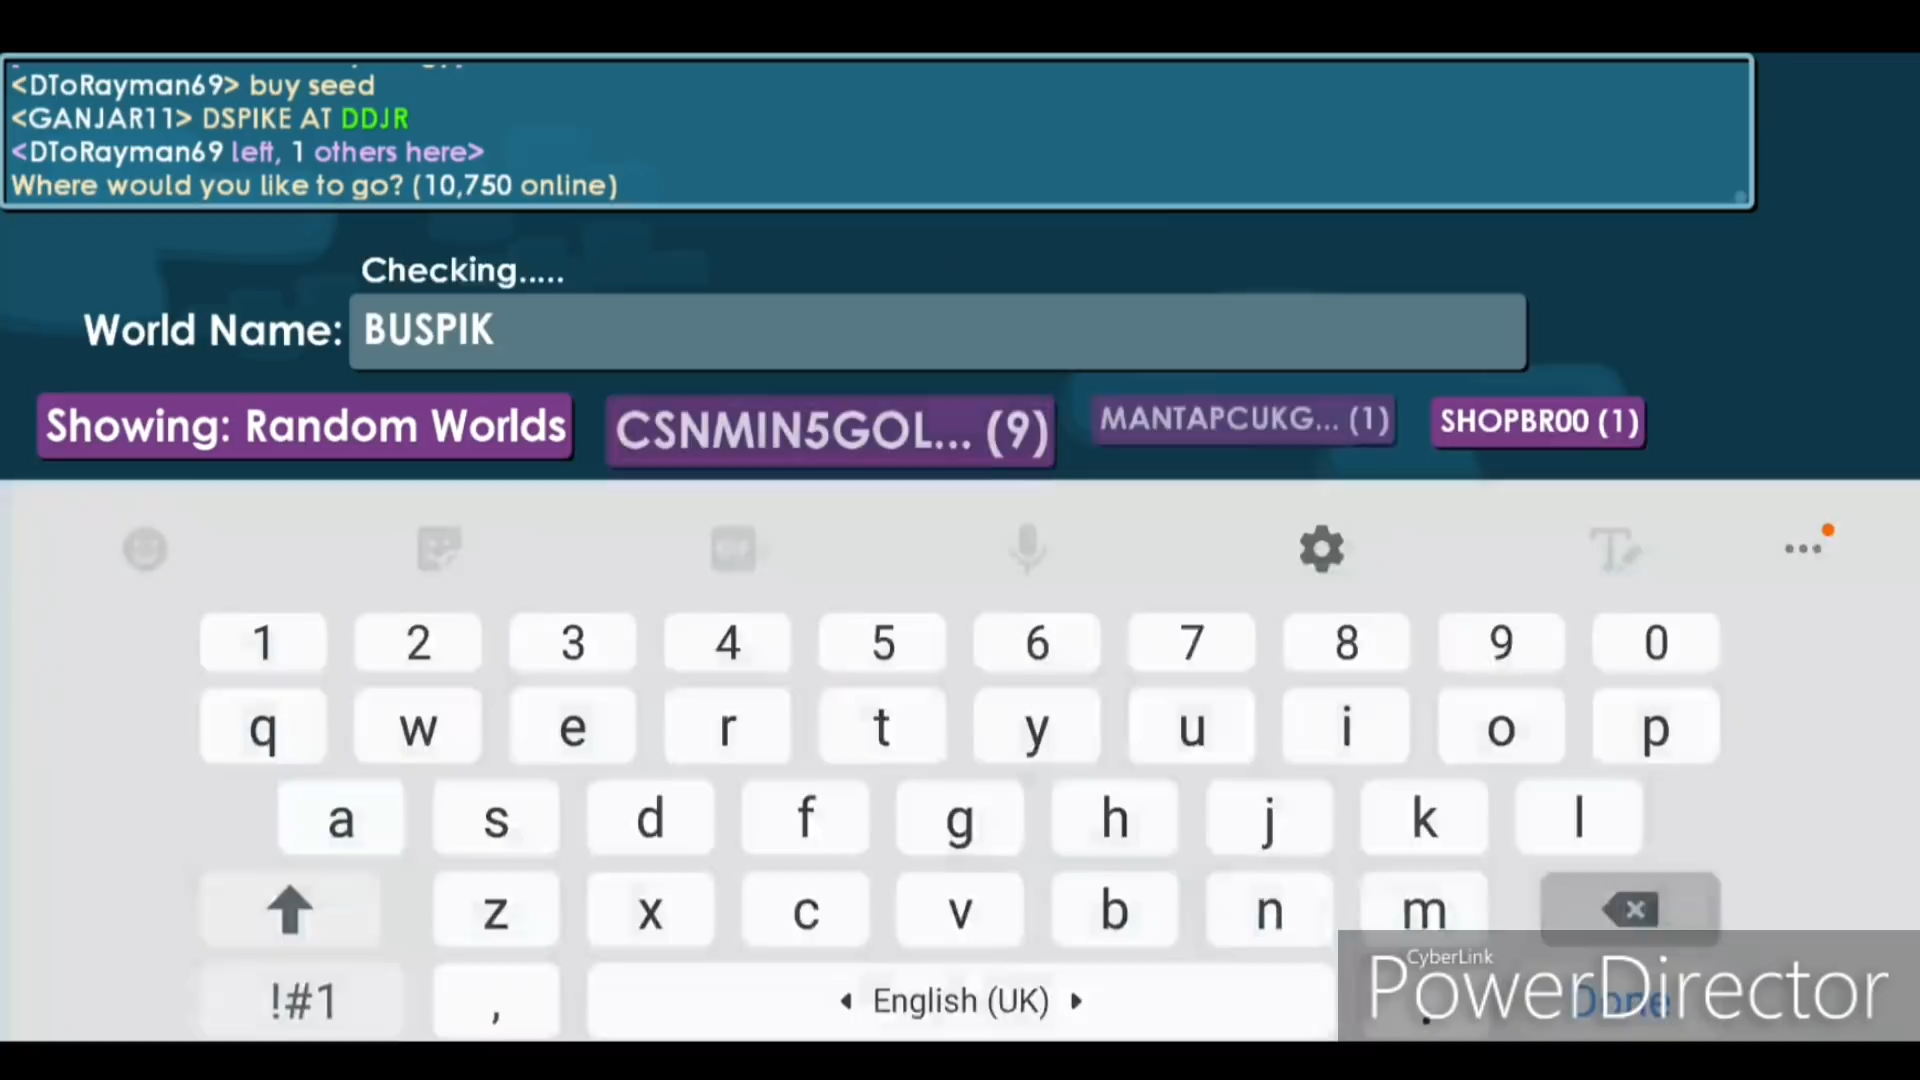 <DToRayman69> buy seed
<GANJAR11> DSPIKE AT DDJR
<DToRayman69 left, 1 others here>
Where would you like to go? (10,750 online)
Checking.....
World Name: BUSPIK
Showing: Random Worlds CSNMIN5GOL... (9) MANTAPCUKG... (1) SHOPBR00 (1)
GIF T ...
1 2 3 4 5 6 7 8 9 0
q w e r t y u i o p
a s d f g h j k l
z x c v b n m
!#1 , English (UK) . Done
CyberLink
PowerDirector